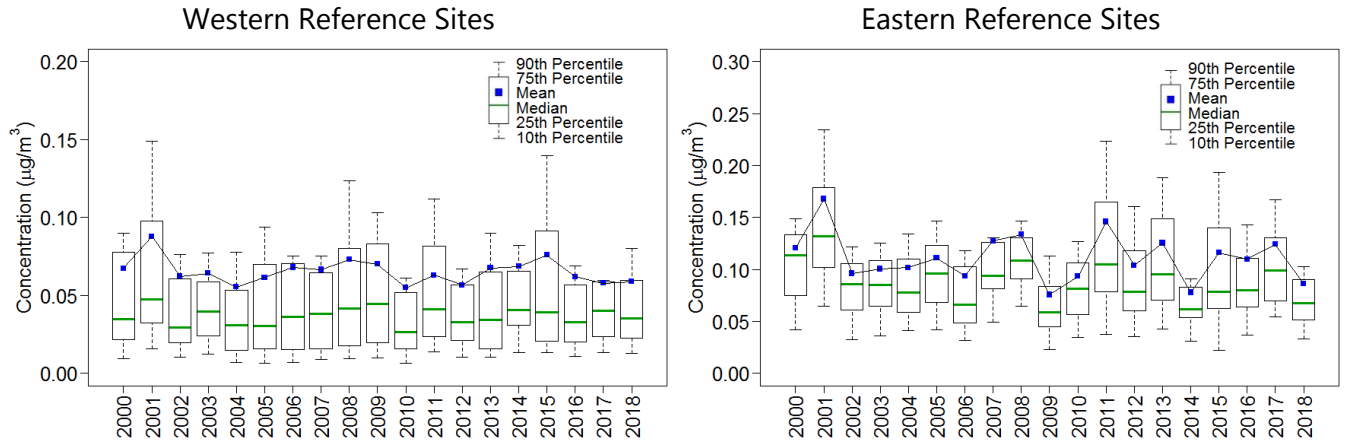 Western Reference Sites
Concentration (µg/m³)
0.20
0.15
0.10
0.05
0.00
90th Percentile
75th Percentile
Mean
Median
25th Percentile
10th Percentile
2000 2001 2002 2003 2004 2005 2006 2007 2008 2009 2010 2011 2012 2013 2014 2015 2016 2017 2018
Eastern Reference Sites
Concentration (µg/m³)
0.30
0.25
0.20
0.15
0.10
0.05
0.00
90th Percentile
75th Percentile
Mean
Median
25th Percentile
10th Percentile
2000 2001 2002 2003 2004 2005 2006 2007 2008 2009 2010 2011 2012 2013 2014 2015 2016 2017 2018